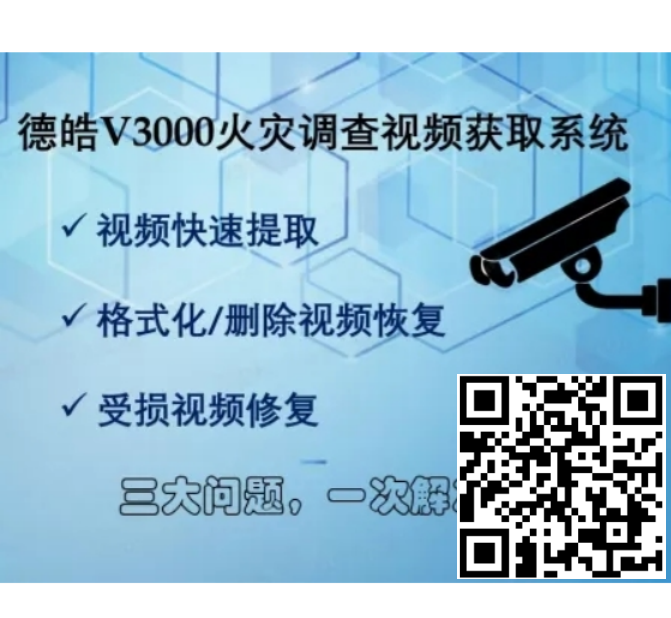 德皓V3000火灾调查视频获取系统
✓ 视频快速提取
✓ 格式化/删除视频恢复
✓ 受损视频修复
三大问题，一次解